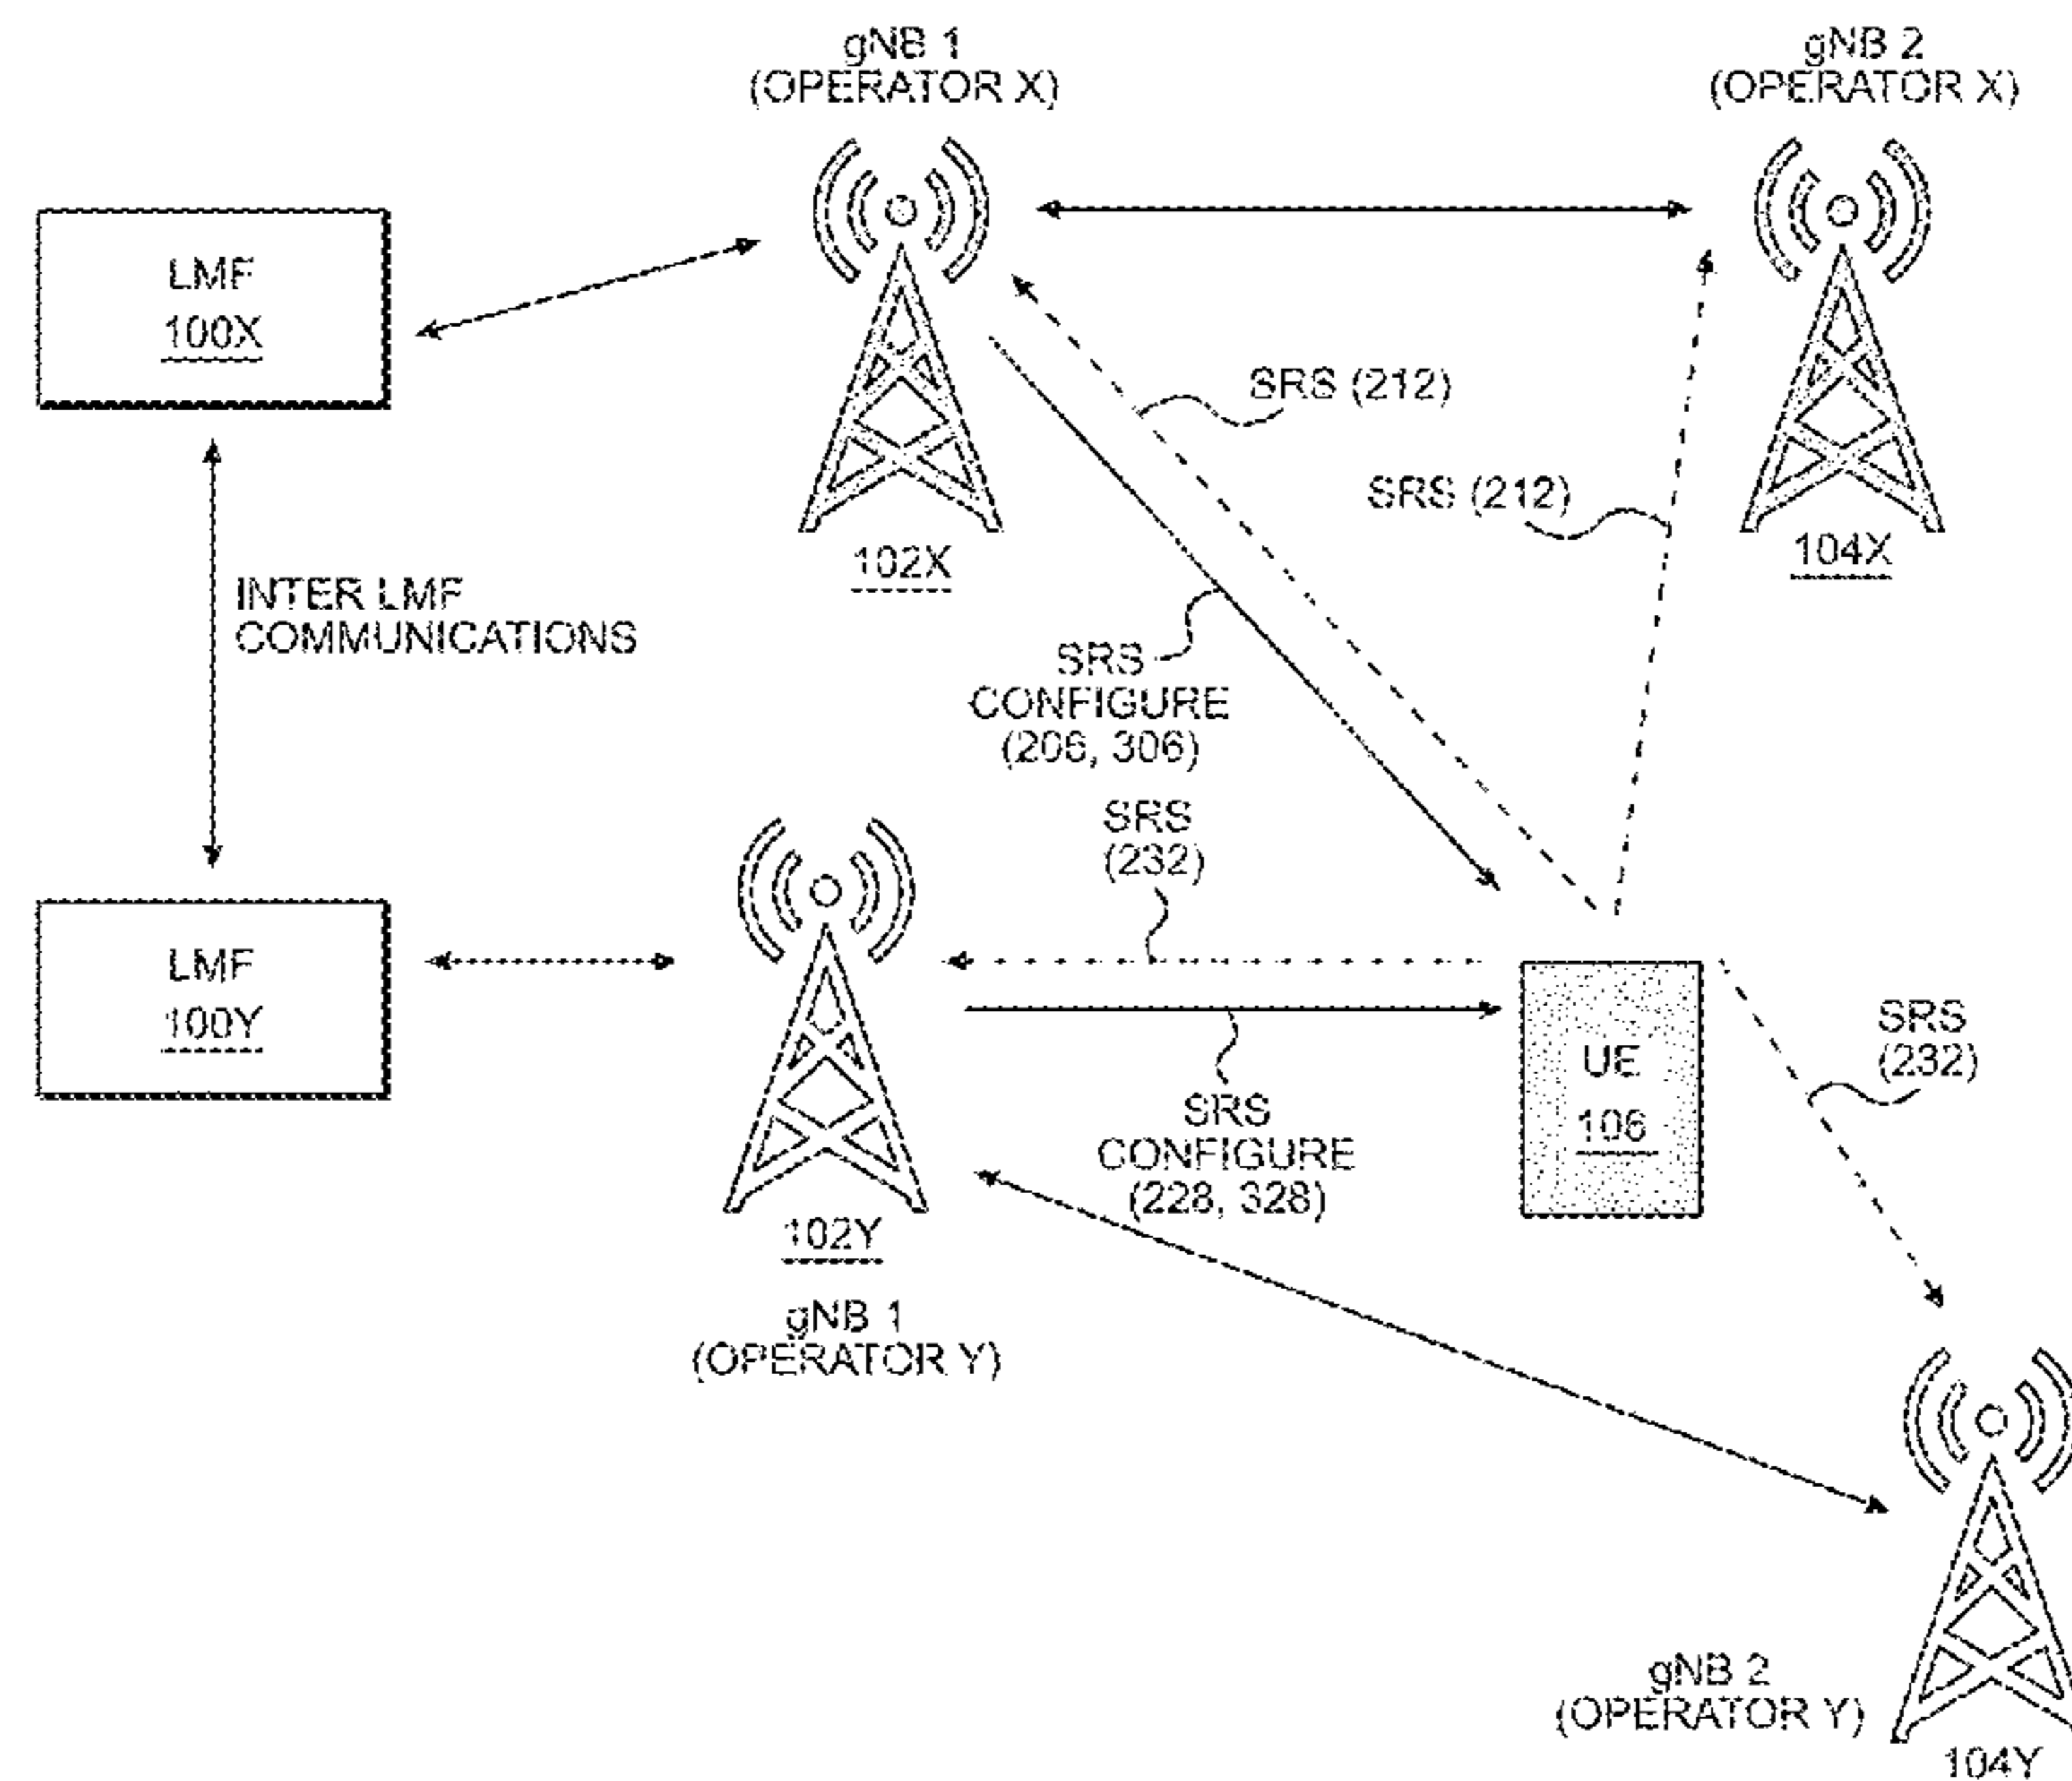 gNB 1
(OPERATOR X)
gNB 2
(OPERATOR X)
LMF
100X
SRS (212)
SRS (212)
102X
104X
INTER LMF
COMMUNICATIONS
SRS
CONFIGURE
(206, 306)
SRS
(232)
LMF
100Y
UE
106
SRS
(232)
SRS
CONFIGURE
(228, 328)
102Y
gNB 1
(OPERATOR Y)
gNB 2
(OPERATOR Y)
104Y